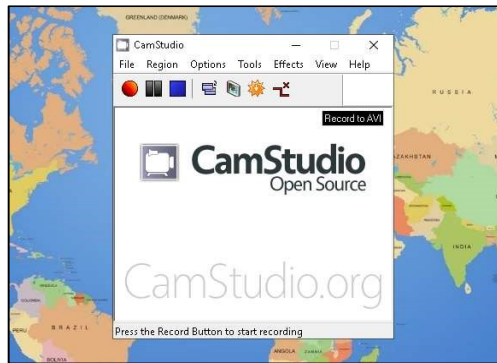 GREENLAND (DENMARK)
CamStudio
File Region Options Tools Effects View Help
Record to AVI
CamStudio
Open Source
CamStudio.org
Press the Record Button to start recording
RUSSIA
AZAKHSTAN
INDIA
BRAZIL
PERU
BOLIVIA
ANGOLA